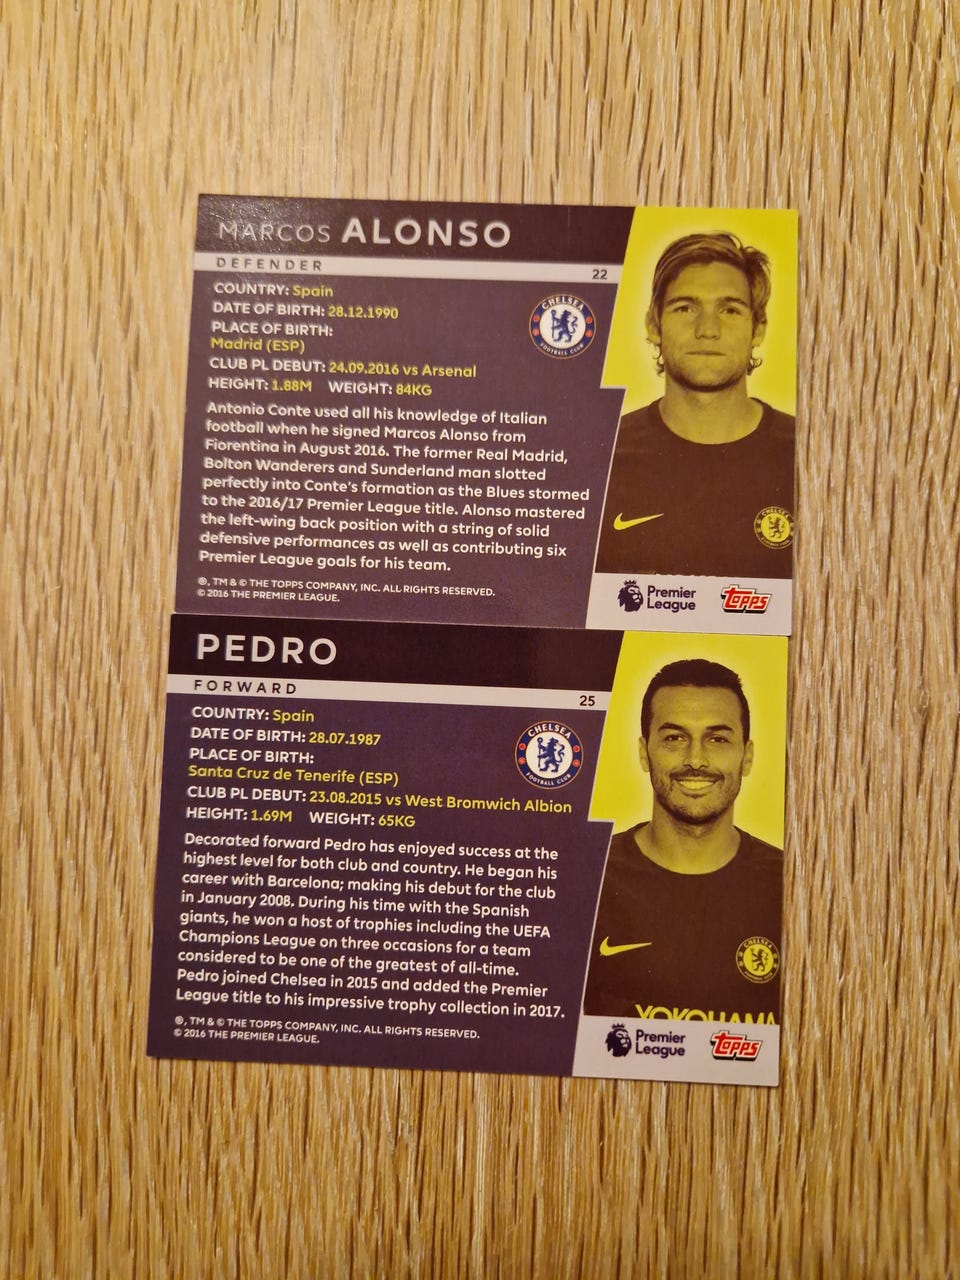 MARCOS ALONSO
DEFENDER
22
COUNTRY: Spain
DATE OF BIRTH: 28.12.1990
PLACE OF BIRTH:
Madrid (ESP)
CLUB PL DEBUT: 24.09.2016 vs Arsenal
HEIGHT: 1.88M WEIGHT: 84KG
CHELSEA
FOOTBALL CLUB
Antonio Conte used all his knowledge of Italian
football when he signed Marcos Alonso from
Fiorentina in August 2016. The former Real Madrid,
Bolton Wanderers and Sunderland man slotted
perfectly into Conte's formation as the Blues stormed
to the 2016/17 Premier League title. Alonso mastered
the left-wing back position with a string of solid
defensive performances as well as contributing six
Premier League goals for his team.
®, TM & © THE TOPPS COMPANY, INC. ALL RIGHTS RESERVED.
© 2016 THE PREMIER LEAGUE.
CHELSEA
FOOTBALL CLUB
Premier
League
topps
PEDRO
FORWARD
25
COUNTRY: Spain
DATE OF BIRTH: 28.07.1987
PLACE OF BIRTH:
Santa Cruz de Tenerife (ESP)
CLUB PL DEBUT: 23.08.2015 vs West Bromwich Albion
HEIGHT: 1.69M WEIGHT: 65KG
CHELSEA
FOOTBALL CLUB
Decorated forward Pedro has enjoyed success at the
highest level for both club and country. He began his
career with Barcelona; making his debut for the club
in January 2008. During his time with the Spanish
giants, he won a host of trophies including the UEFA
Champions League on three occasions for a team
considered to be one of the greatest of all-time.
Pedro joined Chelsea in 2015 and added the Premier
League title to his impressive trophy collection in 2017.
®, TM & © THE TOPPS COMPANY, INC. ALL RIGHTS RESERVED.
© 2016 THE PREMIER LEAGUE.
CHELSEA
FOOTBALL CLUB
YOKOHAMA
Premier
League
topps